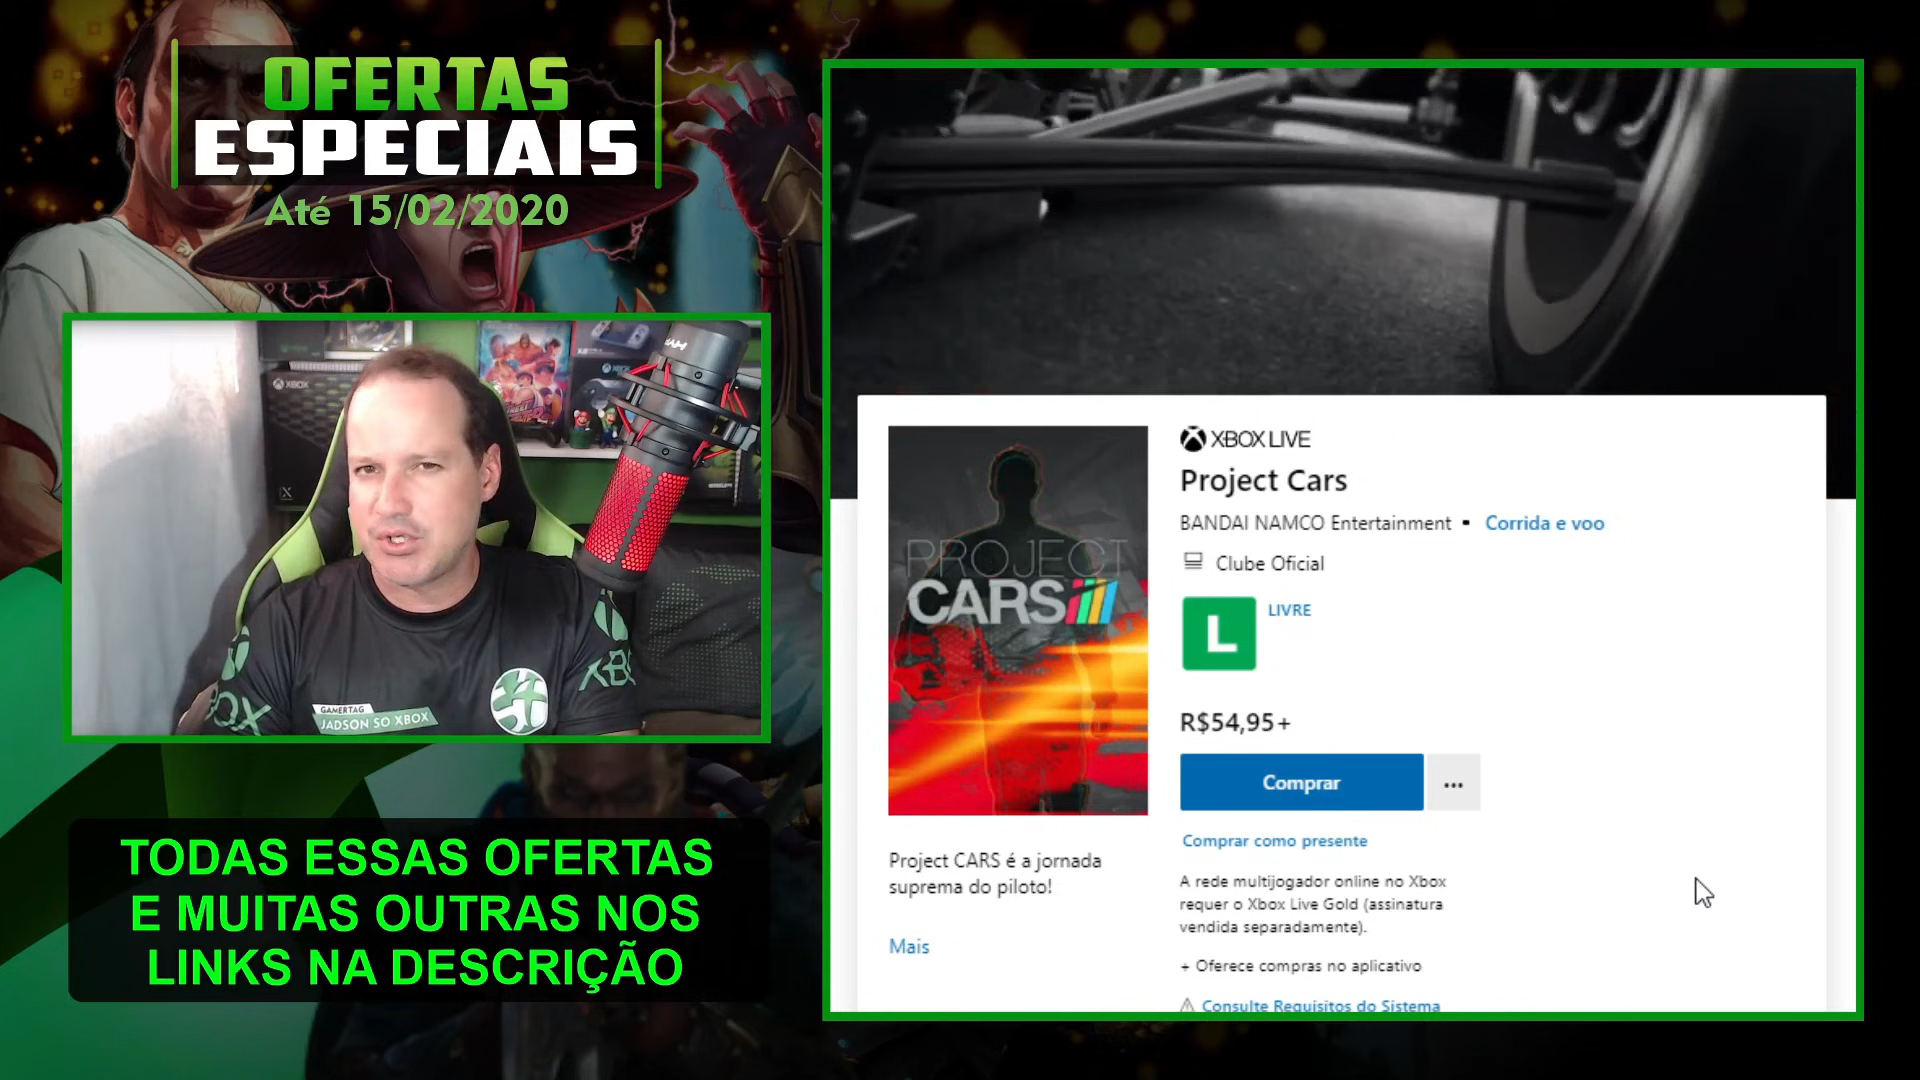 OFERTAS
ESPECIAIS
Até 15/02/2020
XBOX
GAMERTAG
JADSON SO XBOX
TODAS ESSAS OFERTAS
E MUITAS OUTRAS NOS
LINKS NA DESCRIÇÃO
XBOX LIVE
Project Cars
BANDAI NAMCO Entertainment ▪ Corrida e voo
Clube Oficial
L
LIVRE
R$54,95+
Comprar
...
Comprar como presente
A rede multijogador online no Xbox
requer o Xbox Live Gold (assinatura
vendida separadamente).
+ Oferece compras no aplicativo
Consulte Requisitos do Sistema
PROJECT
CARS
Project CARS é a jornada
suprema do piloto!
Mais